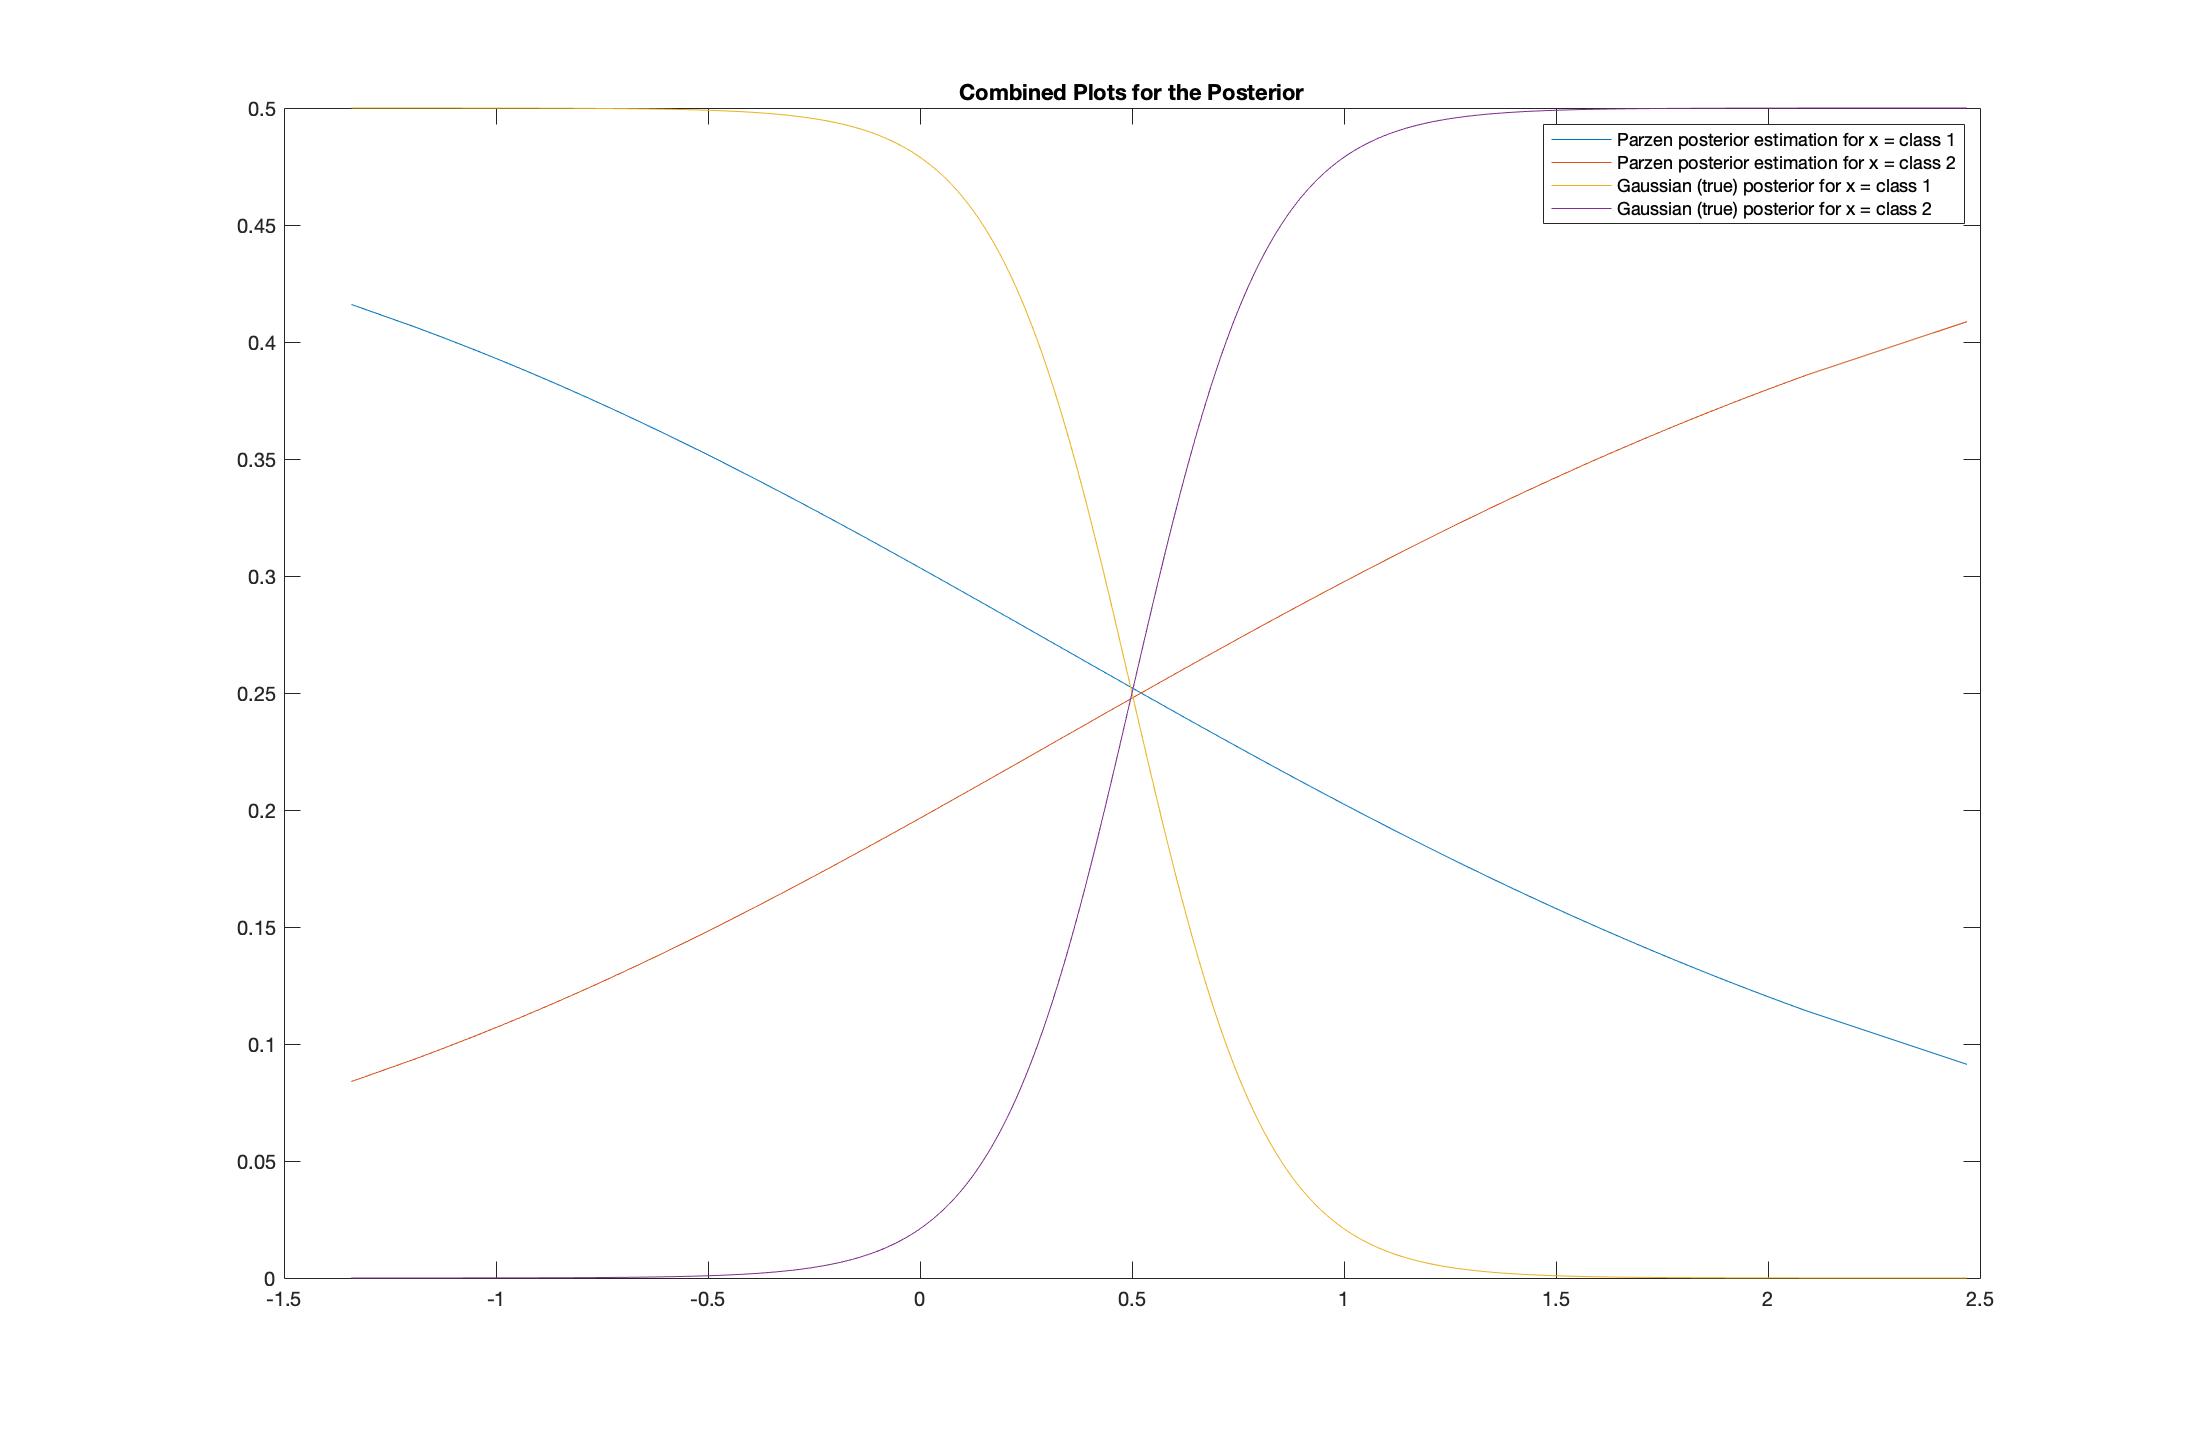 Combined Plots for the Posterior
0.5
0.45
0.4
0.35
0.3
0.25
0.2
0.15
0.1
0.05
0
Parzen posterior estimation for x = class 1
Parzen posterior estimation for x = class 2
Gaussian (true) posterior for x = class 1
Gaussian (true) posterior for x = class 2
-1.5 -1 -0.5 0 0.5 1 1.5 2 2.5